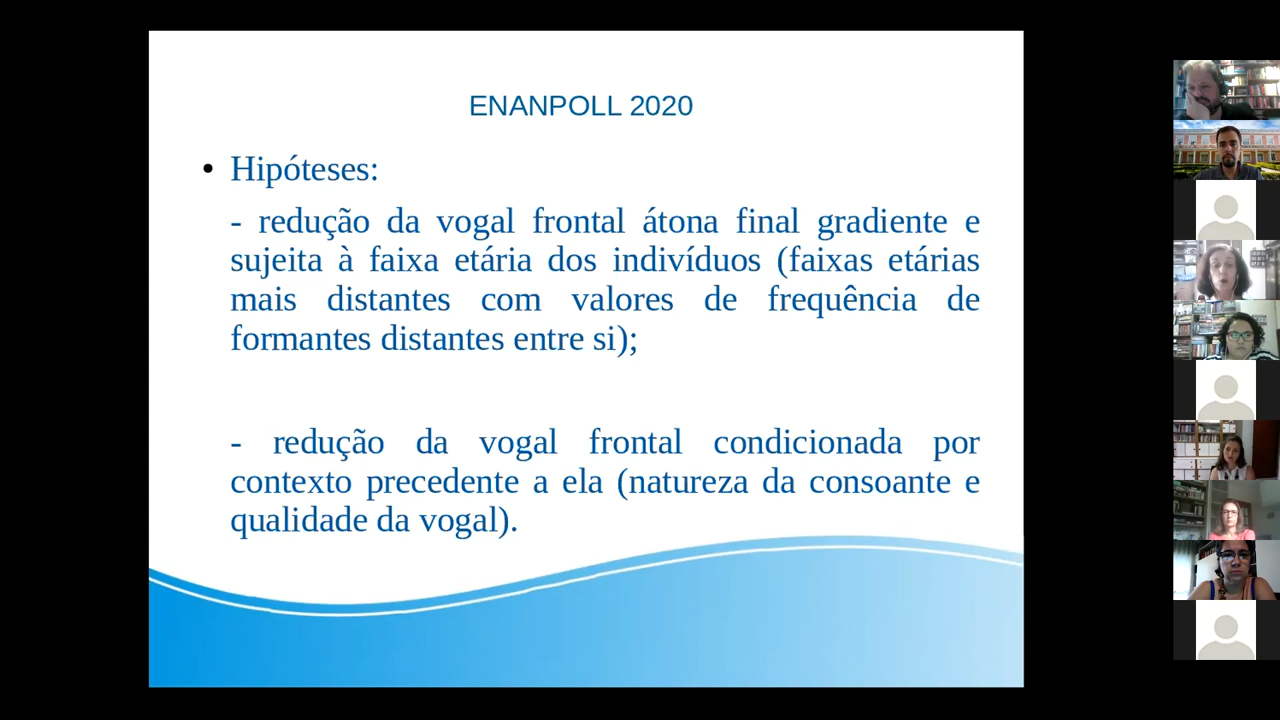 ENANPOLL 2020
• Hipóteses:
- redução da vogal frontal átona final gradiente e
sujeita à faixa etária dos indivíduos (faixas etárias
mais distantes com valores de frequência de
formantes distantes entre si);
- redução da vogal frontal condicionada por
contexto precedente a ela (natureza da consoante e
qualidade da vogal).